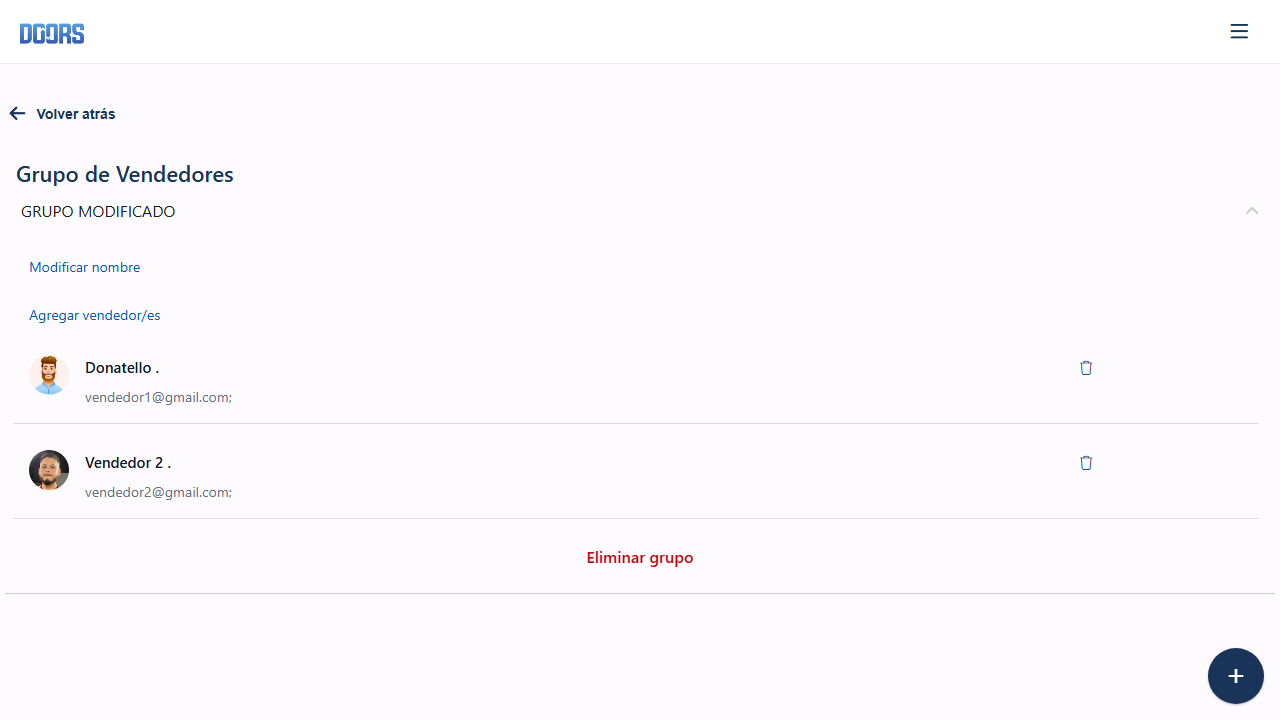 DOORS
Volver atrás
Grupo de Vendedores
GRUPO MODIFICADO
Modificar nombre
Agregar vendedor/es
Donatello .
vendedor1@gmail.com;
Vendedor 2 .
vendedor2@gmail.com;
Eliminar grupo